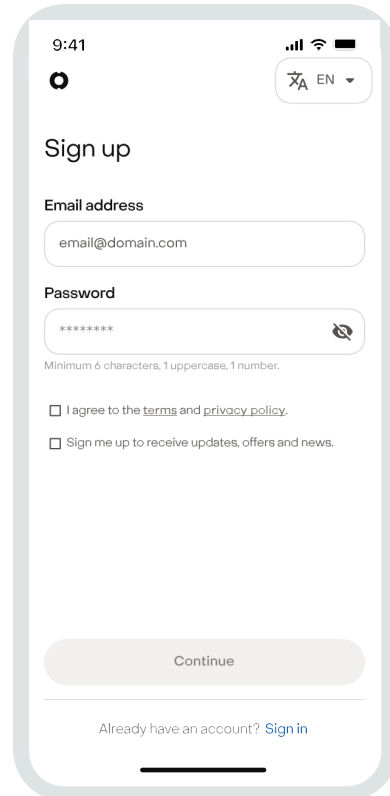 9:41
EN
Sign up
Email address
email@domain.com
Password
********
Minimum 6 characters, 1 uppercase, 1 number.
I agree to the terms and privacy policy.
Sign me up to receive updates, offers and news.
Continue
Already have an account? Sign in